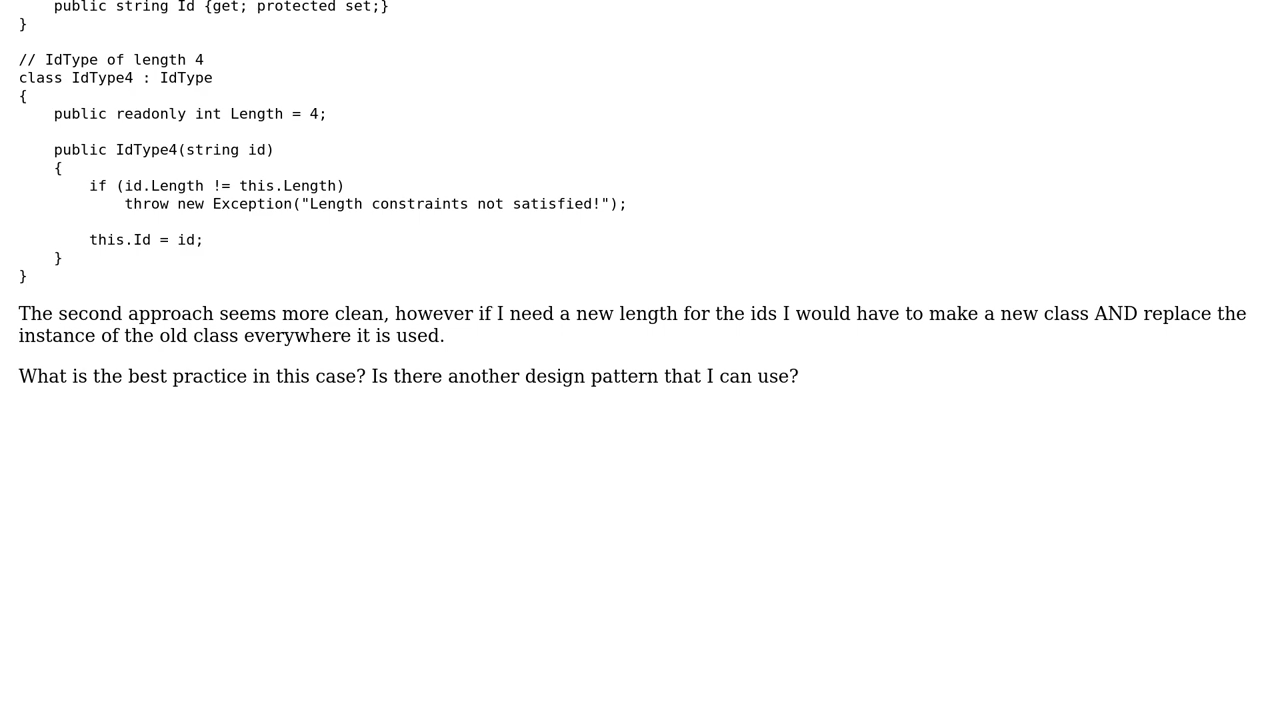 public string Id {get; protected set;}
}

// IdType of length 4
class IdType4 : IdType
{
    public readonly int Length = 4;

    public IdType4(string id)
    {
        if (id.Length != this.Length)
            throw new Exception("Length constraints not satisfied!");

        this.Id = id;
    }
}

The second approach seems more clean, however if I need a new length for the ids I would have to make a new class AND replace the
instance of the old class everywhere it is used.

What is the best practice in this case? Is there another design pattern that I can use?